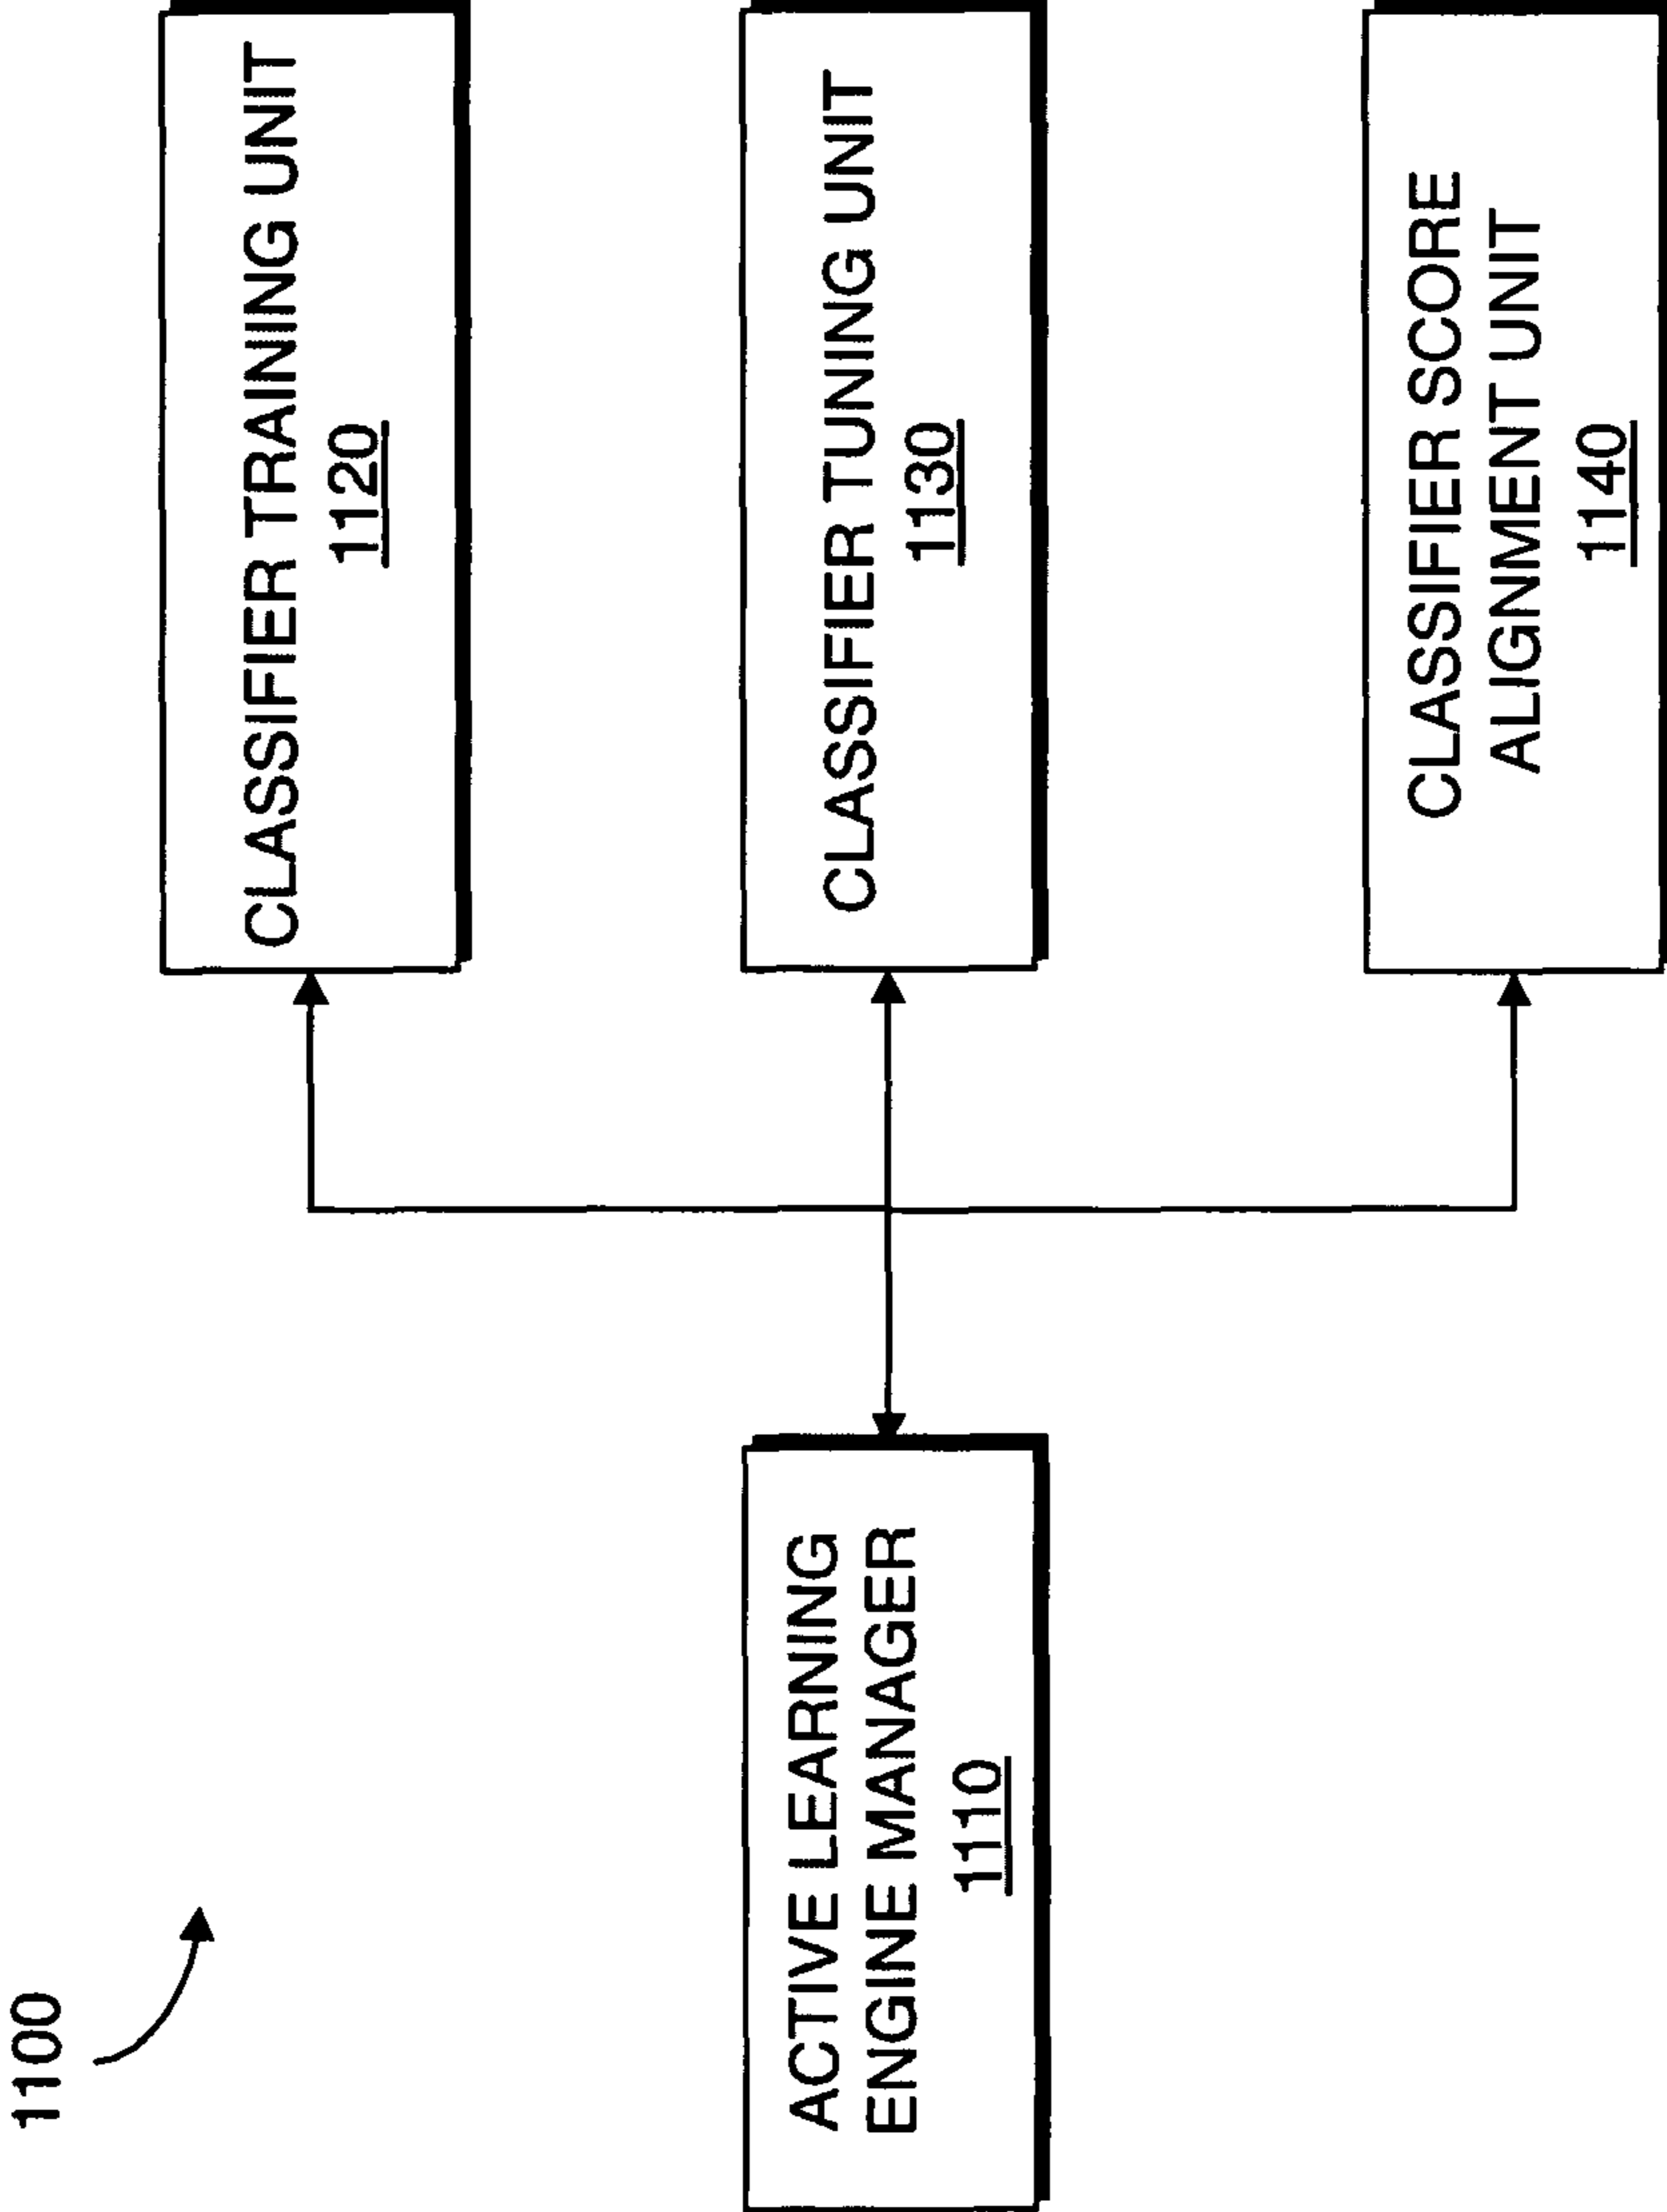 1100
ACTIVE LEARNING
ENGINE MANAGER
1110
CLASSIFIER TRAINING UNIT
1120
CLASSIFIER TUNING UNIT
1130
CLASSIFIER SCORE
ALIGNMENT UNIT
1140